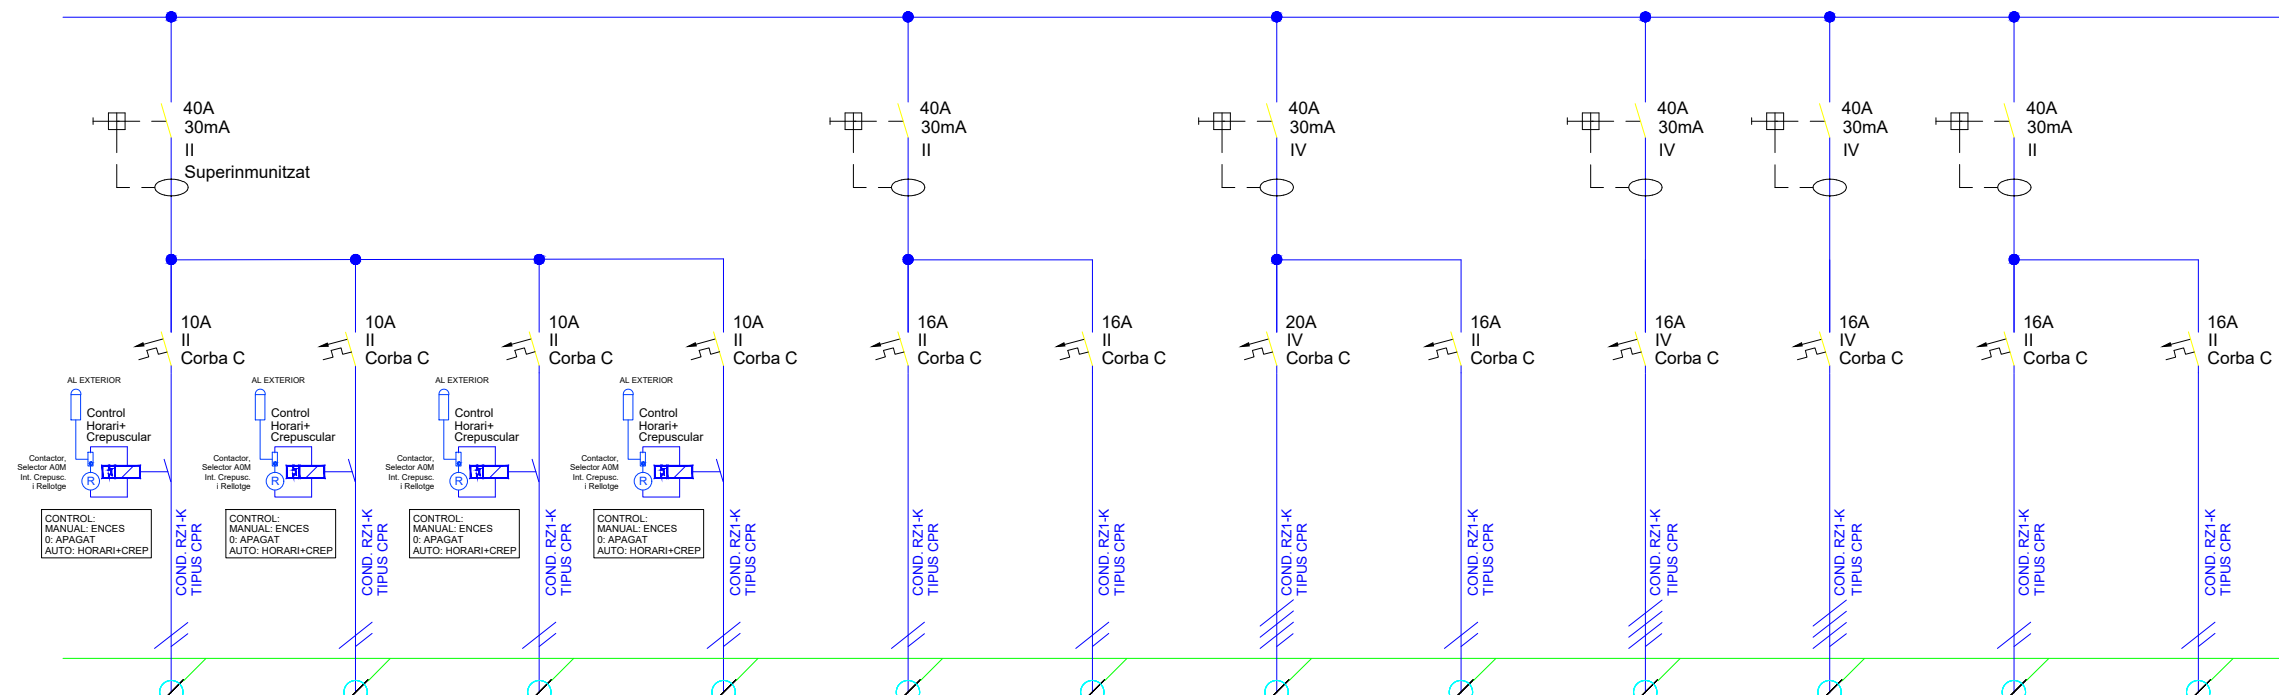 40A
30mA
II
Superinmunitzat
40A
30mA
II
40A
30mA
IV
40A
30mA
IV
40A
30mA
IV
40A
30mA
II
10A
II
Corba C
10A
II
Corba C
10A
II
Corba C
10A
II
Corba C
16A
II
Corba C
16A
II
Corba C
20A
IV
Corba C
16A
II
Corba C
16A
IV
Corba C
16A
IV
Corba C
16A
II
Corba C
16A
II
Corba C
AL EXTERIOR
Control
Horari+
Crepuscular
Contactor,
Selector A0M
Int. Crepusc.
i Rellotge
R
AL EXTERIOR
Control
Horari+
Crepuscular
Contactor,
Selector A0M
Int. Crepusc.
i Rellotge
R
AL EXTERIOR
Control
Horari+
Crepuscular
Contactor,
Selector A0M
Int. Crepusc.
i Rellotge
R
AL EXTERIOR
Control
Horari+
Crepuscular
Contactor,
Selector A0M
Int. Crepusc.
i Rellotge
R
CONTROL:
MANUAL: ENCES
0: APAGAT
AUTO: HORARI+CREP
COND. RZ1-K
TIPUS CPR
CONTROL:
MANUAL: ENCES
0: APAGAT
AUTO: HORARI+CREP
COND. RZ1-K
TIPUS CPR
CONTROL:
MANUAL: ENCES
0: APAGAT
AUTO: HORARI+CREP
COND. RZ1-K
TIPUS CPR
CONTROL:
MANUAL: ENCES
0: APAGAT
AUTO: HORARI+CREP
COND. RZ1-K
TIPUS CPR
COND. RZ1-K
TIPUS CPR
COND. RZ1-K
TIPUS CPR
COND. RZ1-K
TIPUS CPR
COND. RZ1-K
TIPUS CPR
COND. RZ1-K
TIPUS CPR
COND. RZ1-K
TIPUS CPR
COND. RZ1-K
TIPUS CPR
COND. RZ1-K
TIPUS CPR